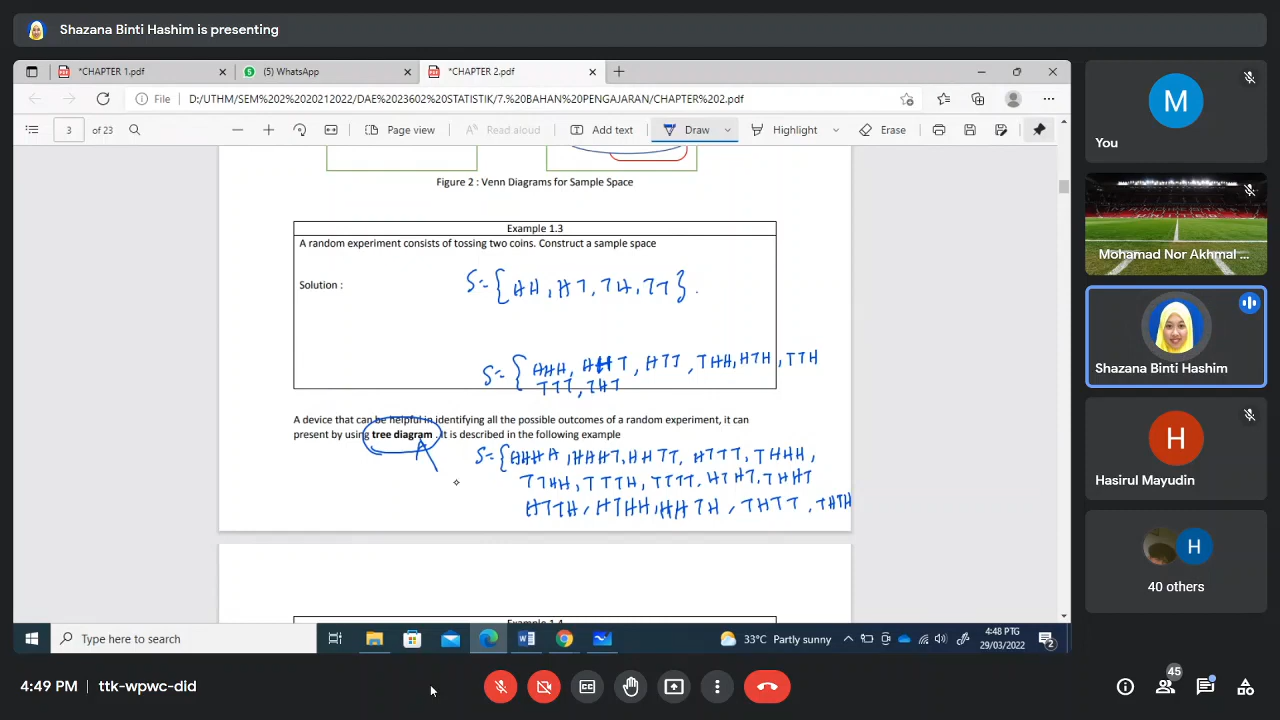 Shazana Binti Hashim is presenting
*CHAPTER 1.pdf
(5) WhatsApp
*CHAPTER 2.pdf
File D:/UTHM/SEM%202%2020212022/DAE%2023602%20STATISTIK/7.%20BAHAN%20PENGAJARAN/CHAPTER%202.pdf
3 of 23 Page view Read aloud Add text Draw Highlight Erase
Figure 2 : Venn Diagrams for Sample Space
Example 1.3
A random experiment consists of tossing two coins. Construct a sample space
Solution :
S={HH, HT, TH, TT}.
S={HHH, HHT, HTT, THH, HTH, TTH
TTT, THT
A device that can be helpful in identifying all the possible outcomes of a random experiment, it can
present by using tree diagram . It is described in the following example
S={HHHH, HHHT, HHTT, HTTT, THHH,
TTHH, TTTH, TTTT, HTHT, THHT
HTTH, HTHH, HHTH, THTT, THTH
Example 1.4
Type here to search
33°C Partly sunny
4:48 PTG
29/03/2022
2
M
You
Mohamad Nor Akhmal ...
Shazana Binti Hashim
H
Hasirul Mayudin
H
40 others
4:49 PM | ttk-wpwc-did
45